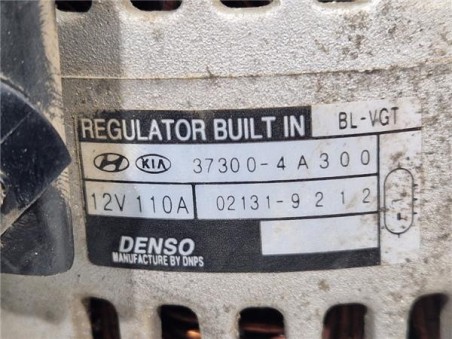 REGULATOR BUILT IN BL-VGT
KIA 37300-4A300
12V 110A 02131-9212
DENSO
MANUFACTURE BY DNPS